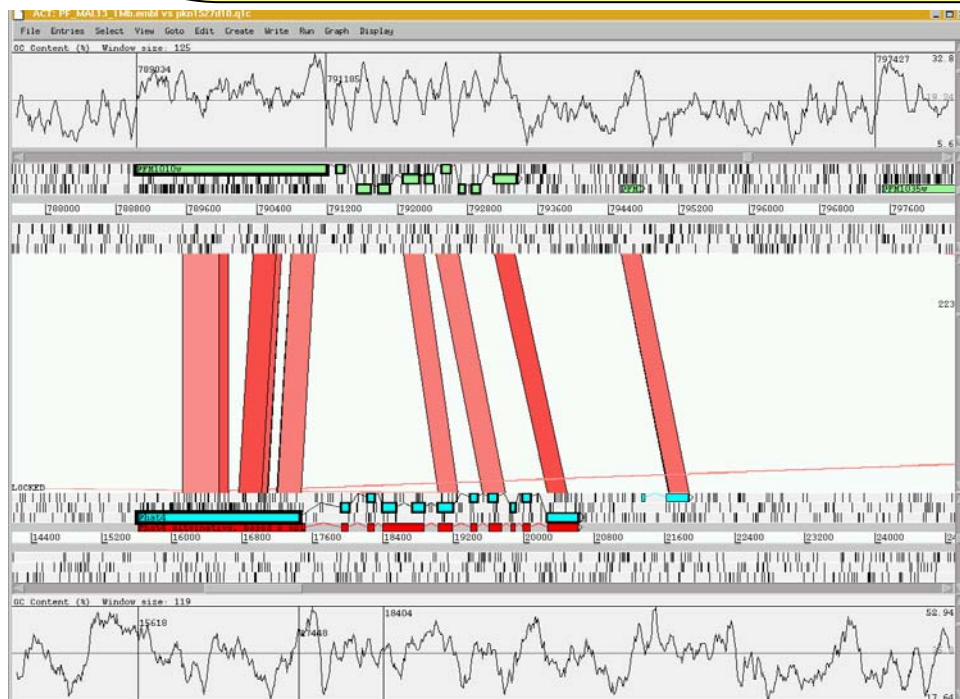 ACT: PF_MAL13_1Mb.embl vs pkn1527d10.q1c
File Entries Select View Goto Edit Create Write Run Graph Display
GC Content (%) Window size: 125
789034
791185
797427
32.8
5.6
PFM1010w
PFM1035w
788000 788800 789600 790400 791200 792000 792800 793600 794400 795200 796000 796800 797600
223
LOCKED
Phat4
14400 15200 16000 16800 17600 18400 19200 20000 20800 21600 22400 23200 24000
GC Content (%) Window size: 119
15618
17448
18404
52.94
17.64